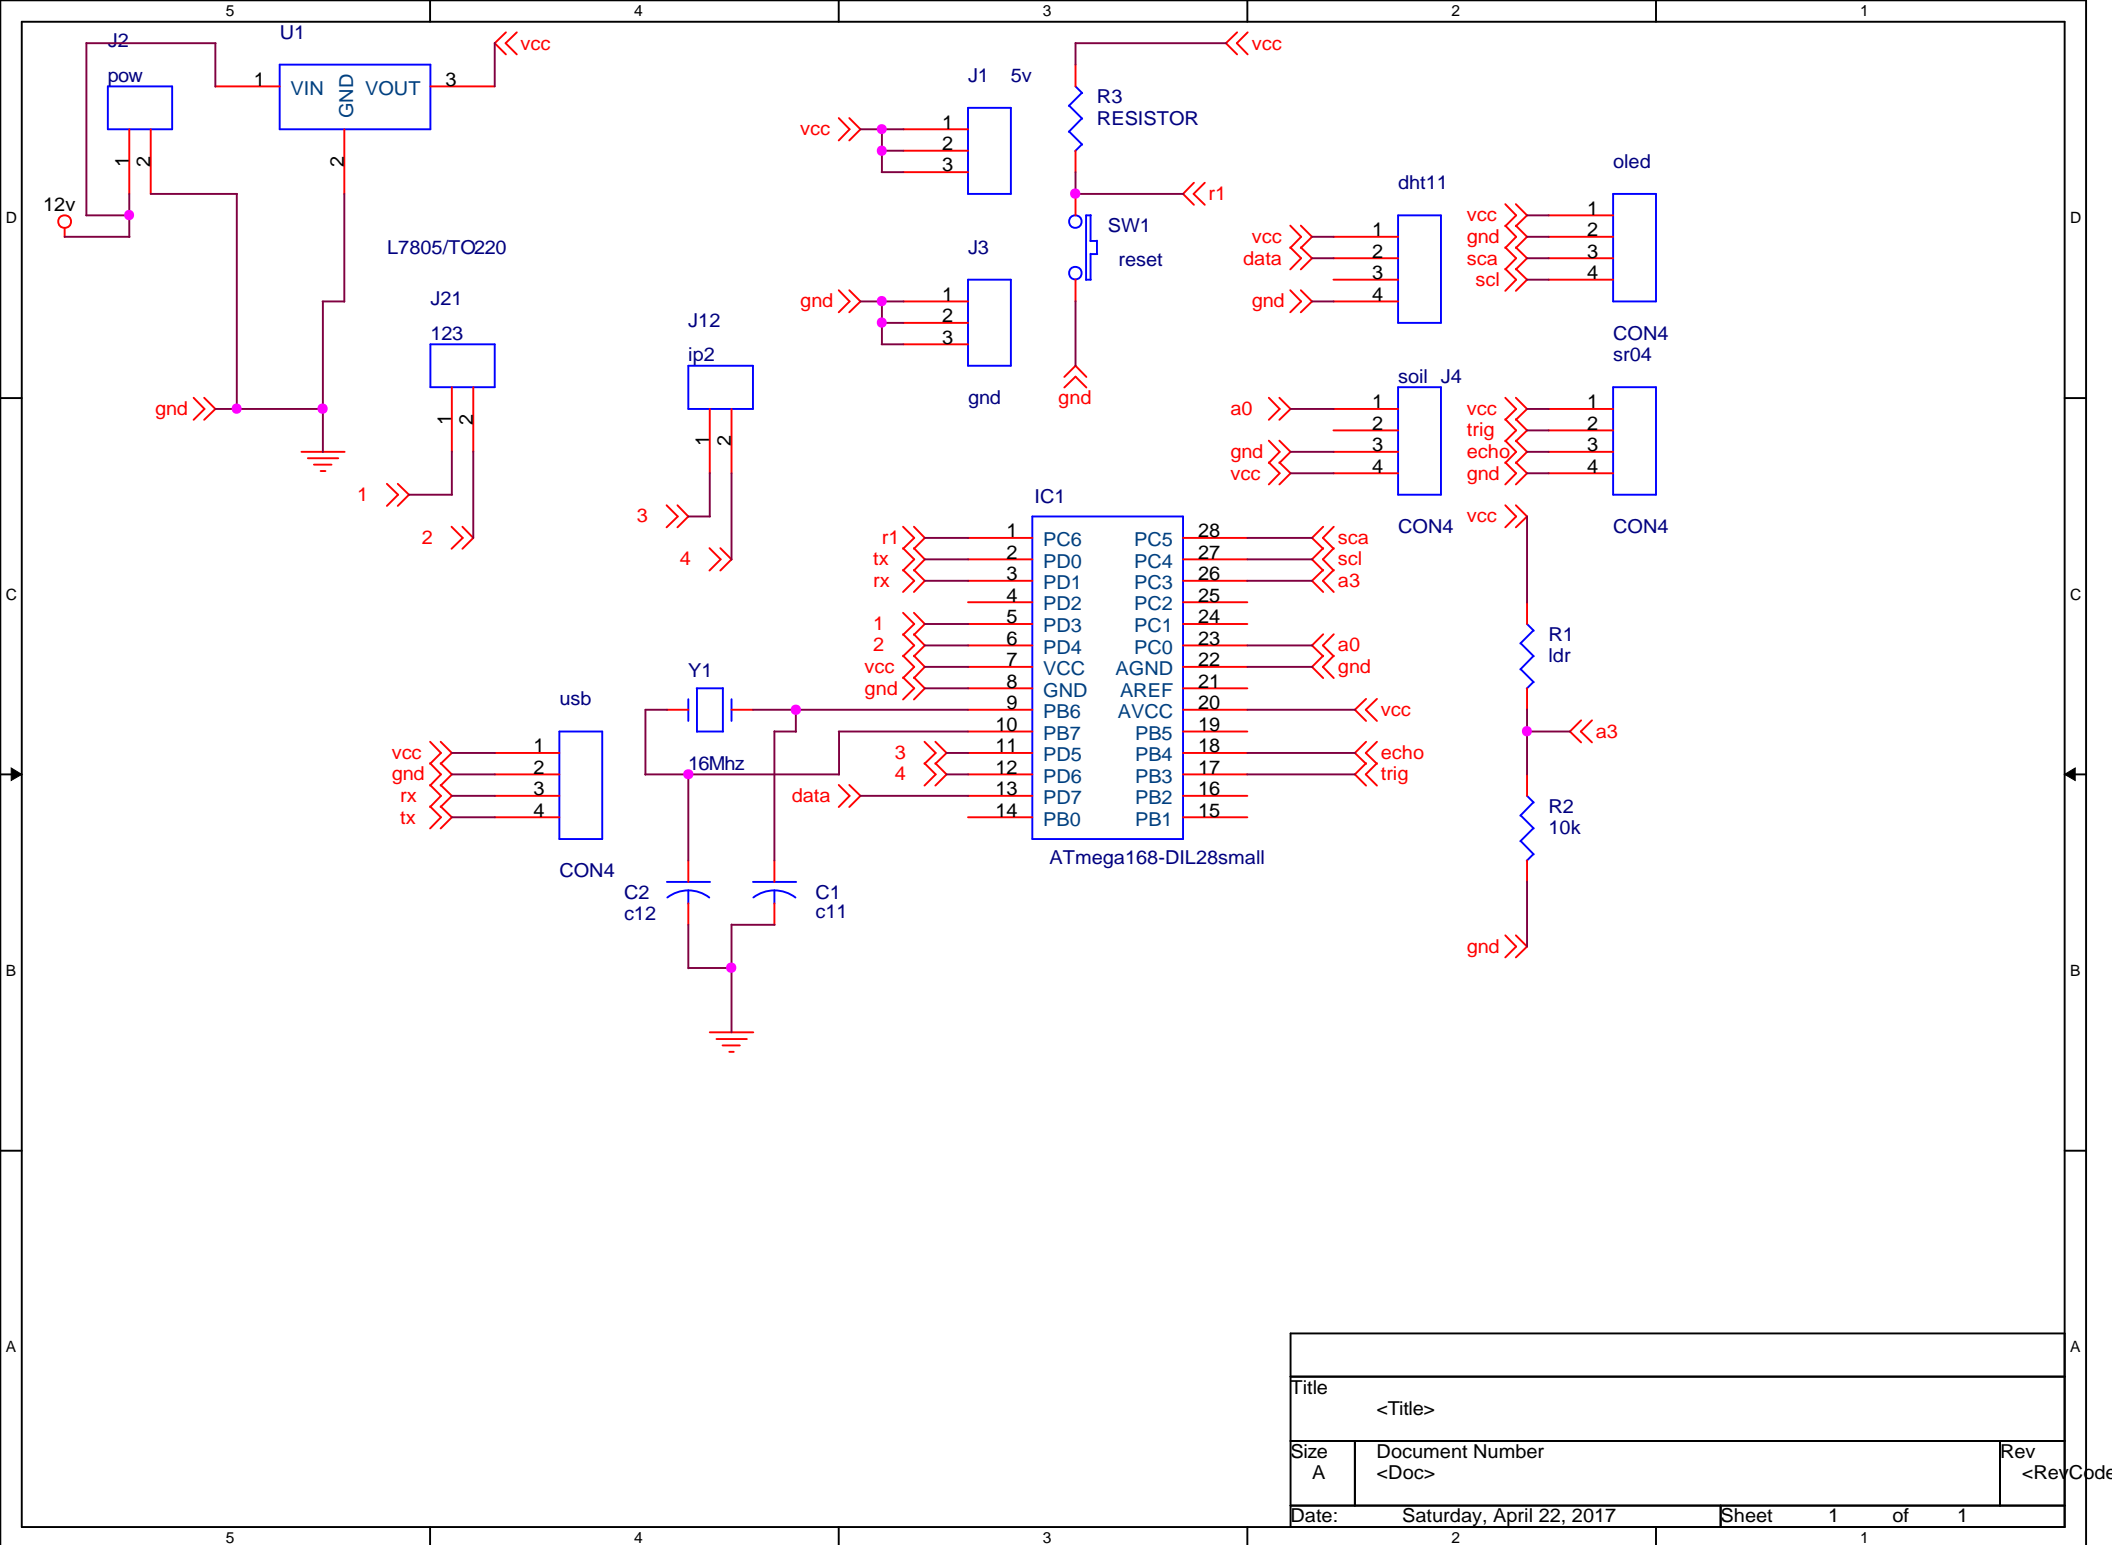 5 4 3 2 1
D
C
B
A
D
C
B
A
J2
pow
1
2
12v
U1
1
VIN
GND
VOUT
3
2
vcc
L7805/TO220
gnd
J21
123
1
2
1
2
J12
ip2
1
2
3
4
J1 5v
vcc
1
2
3
J3
gnd
1
2
3
gnd
vcc
R3
RESISTOR
r1
SW1
reset
gnd
dht11
vcc 1
data 2
3
gnd 4
oled
vcc 1
gnd 2
sca 3
scl 4
CON4
soil J4
a0 1
2
gnd 3
vcc 4
CON4
sr04
vcc 1
trig 2
echo 3
gnd 4
CON4
IC1
r1 1 PC6 PC5 28 sca
tx 2 PD0 PC4 27 scl
rx 3 PD1 PC3 26 a3
4 PD2 PC2 25
1 5 PD3 PC1 24
2 6 PD4 PC0 23 a0
vcc 7 VCC AGND 22 gnd
gnd 8 GND AREF 21
9 PB6 AVCC 20 vcc
10 PB7 PB5 19
3 11 PD5 PB4 18 echo
4 12 PD6 PB3 17 trig
data 13 PD7 PB2 16
14 PB0 PB1 15
ATmega168-DIL28small
usb
vcc 1
gnd 2
rx 3
tx 4
CON4
Y1
16Mhz
C2
c12
C1
c11
vcc
R1
ldr
a3
R2
10k
gnd
Title
<Title>
Size
A
Document Number
<Doc>
Rev
<RevCode
Date: Saturday, April 22, 2017
Sheet 1 of 1
5 4 3 2 1